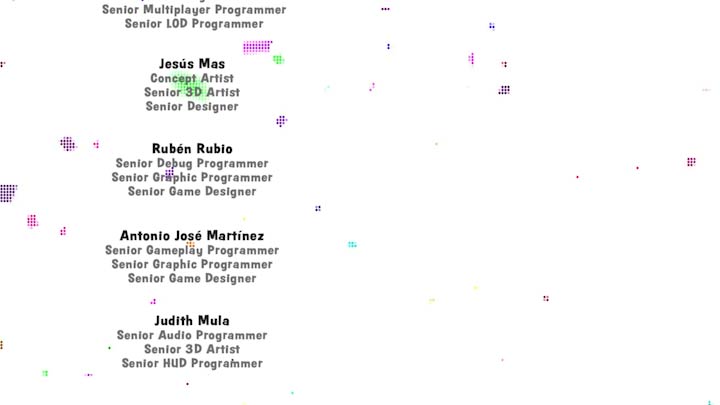 Senior Multiplayer Programmer
Senior LOD Programmer
Jesús Mas
Concept Artist
Senior 3D Artist
Senior Designer
Rubén Rubio
Senior Debug Programmer
Senior Graphic Programmer
Senior Game Designer
Antonio José Martínez
Senior Gameplay Programmer
Senior Graphic Programmer
Senior Game Designer
Judith Mula
Senior Audio Programmer
Senior 3D Artist
Senior HUD Programmer